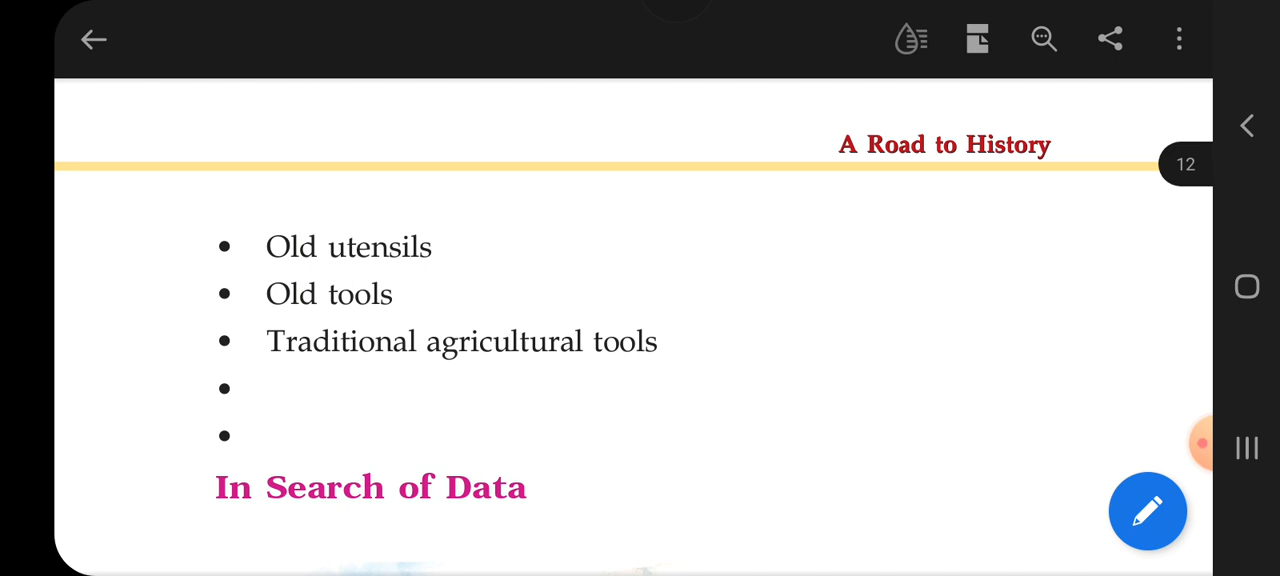 A Road to History
12
• Old utensils
• Old tools
• Traditional agricultural tools
•
•
In Search of Data